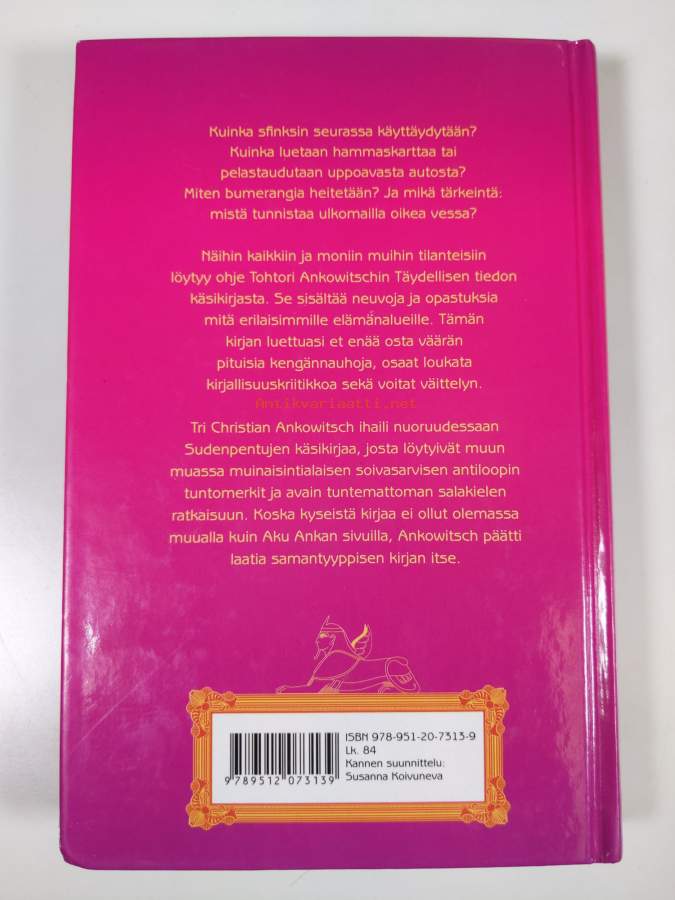 Kuinka sfinksin seurassa käyttäydytään?
Kuinka luetaan hammaskarttaa tai
pelastaudutaan uppoavasta autosta?
Miten bumerangia heitetään? Ja mikä tärkeintä:
mistä tunnistaa ulkomailla oikea vessa?
Näihin kaikkiin ja moniin muihin tilanteisiin
löytyy ohje Tohtori Ankowitschin Täydellisen tiedon
käsikirjasta. Se sisältää neuvoja ja opastuksia
mitä erilaisimmille elämänalueille. Tämän
kirjan luettuasi et enää osta väärän
pituisia kengännauhoja, osaat loukata
kirjallisuuskriitikkoa sekä voitat väittelyn.
Antikvariaatti.net
Tri Christian Ankowitsch ihaili nuoruudessaan
Sudenpentujen käsikirjaa, josta löytyivät muun
muassa muinaisintialaisen soivasarvisen antiloopin
tuntomerkit ja avain tuntemattoman salakielen
ratkaisuun. Koska kyseistä kirjaa ei ollut olemassa
muualla kuin Aku Ankan sivuilla, Ankowitsch päätti
laatia samantyyppisen kirjan itse.
ISBN 978-951-20-7313-9
Lk. 84
Kannen suunnittelu:
Susanna Koivuneva
9 789512 073139